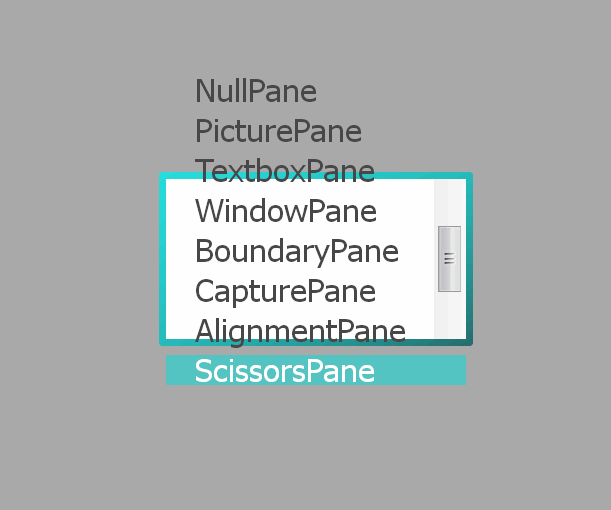 NullPane
PicturePane
TextboxPane
WindowPane
BoundaryPane
CapturePane
AlignmentPane
ScissorsPane